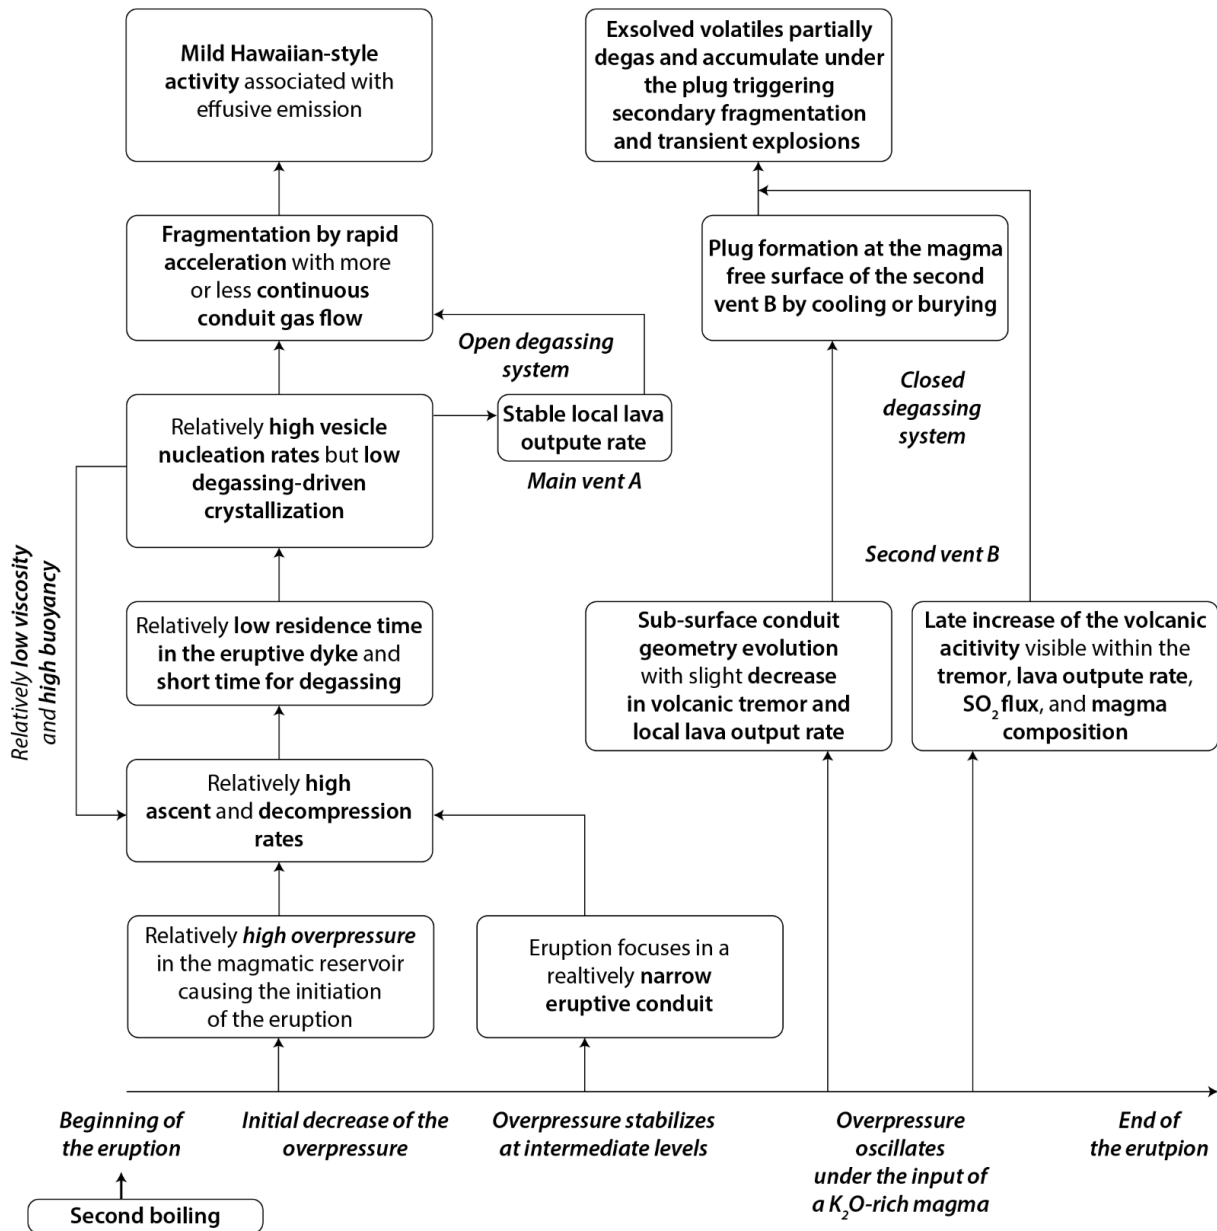 Mild Hawaiian-style
activity associated with
effusive emission
Exsolved volatiles partially
degas and accumulate under
the plug triggering
secondary fragmentation
and transient explosions
Fragmentation by rapid
acceleration with more
or less continuous
conduit gas flow
Plug formation at the magma
free surface of the second
vent B by cooling or burying
Open degassing
system
Closed
degassing
system
Relatively high vesicle
nucleation rates but low
degassing-driven
crystallization
Stable local lava
outpute rate
Main vent A
Second vent B
Relatively low viscosity
and high buoyancy
Relatively low residence time
in the eruptive dyke and
short time for degassing
Sub-surface conduit
geometry evolution
with slight decrease
in volcanic tremor and
local lava output rate
Late increase of the volcanic
acitivity visible within the
tremor, lava outpute rate,
SO2 flux, and magma
composition
Relatively high
ascent and decompression
rates
Relatively high overpressure
in the magmatic reservoir
causing the initiation
of the eruption
Eruption focuses in a
realtively narrow
eruptive conduit
Beginning of
the eruption
Initial decrease of the
overpressure
Overpressure stabilizes
at intermediate levels
Overpressure
oscillates
under the input of
a K2O-rich magma
End of
the erutpion
Second boiling